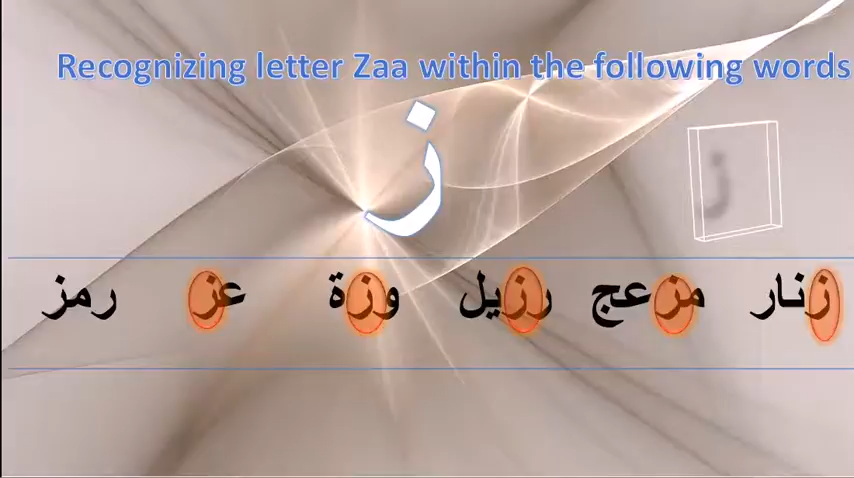 Recognizing letter Zaa within the following words
ز
ز
زنار مزعج رزيل وزة عز رمز